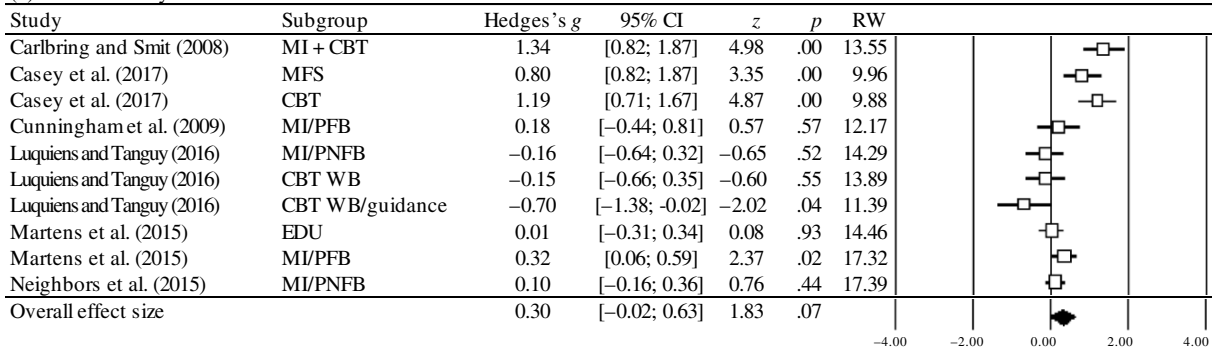 Study Subgroup Hedges's g 95% CI z p RW
Carlbring and Smit (2008) MI + CBT 1.34 [0.82; 1.87] 4.98 .00 13.55
Casey et al. (2017) MFS 0.80 [0.82; 1.87] 3.35 .00 9.96
Casey et al. (2017) CBT 1.19 [0.71; 1.67] 4.87 .00 9.88
Cunningham et al. (2009) MI/PFB 0.18 [−0.44; 0.81] 0.57 .57 12.17
Luquiens and Tanguy (2016) MI/PNFB −0.16 [−0.64; 0.32] −0.65 .52 14.29
Luquiens and Tanguy (2016) CBT WB −0.15 [−0.66; 0.35] −0.60 .55 13.89
Luquiens and Tanguy (2016) CBT WB/guidance −0.70 [−1.38; -0.02] −2.02 .04 11.39
Martens et al. (2015) EDU 0.01 [−0.31; 0.34] 0.08 .93 14.46
Martens et al. (2015) MI/PFB 0.32 [0.06; 0.59] 2.37 .02 17.32
Neighbors et al. (2015) MI/PNFB 0.10 [−0.16; 0.36] 0.76 .44 17.39
Overall effect size 0.30 [−0.02; 0.63] 1.83 .07
−4.00 −2.00 0.00 2.00 4.00